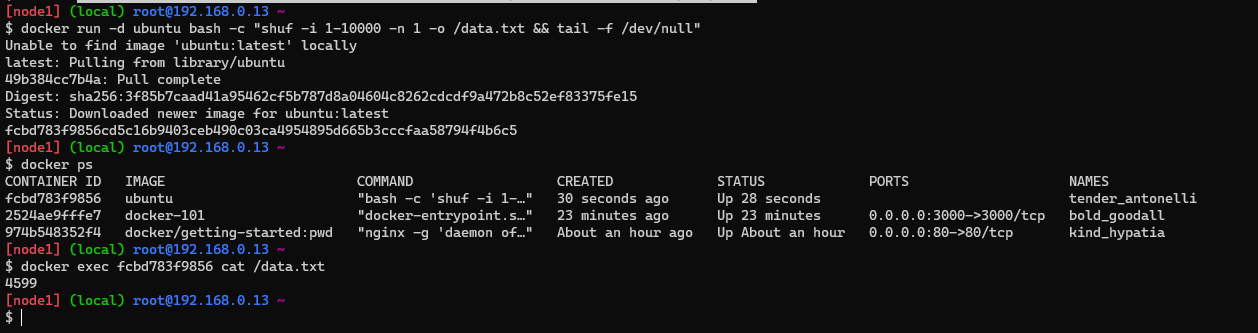 [node1] (local) root@192.168.0.13 ~
$ docker run -d ubuntu bash -c "shuf -i 1-10000 -n 1 -o /data.txt && tail -f /dev/null"
Unable to find image 'ubuntu:latest' locally
latest: Pulling from library/ubuntu
49b384cc7b4a: Pull complete
Digest: sha256:3f85b7caad41a95462cf5b787d8a04604c8262cdcdf9a472b8c52ef83375fe15
Status: Downloaded newer image for ubuntu:latest
fcbd783f9856cd5c16b9403ceb490c03ca4954895d665b3cccfaa58794f4b6c5
[node1] (local) root@192.168.0.13 ~
$ docker ps
CONTAINER ID   IMAGE                        COMMAND                  CREATED             STATUS             PORTS                    NAMES
fcbd783f9856   ubuntu                       "bash -c 'shuf -i 1-…"   30 seconds ago      Up 28 seconds                               tender_antonelli
2524ae9fffe7   docker-101                   "docker-entrypoint.s…"   23 minutes ago      Up 23 minutes      0.0.0.0:3000->3000/tcp   bold_goodall
974b548352f4   docker/getting-started:pwd   "nginx -g 'daemon of…"   About an hour ago   Up About an hour   0.0.0.0:80->80/tcp       kind_hypatia
[node1] (local) root@192.168.0.13 ~
$ docker exec fcbd783f9856 cat /data.txt
4599
[node1] (local) root@192.168.0.13 ~
$